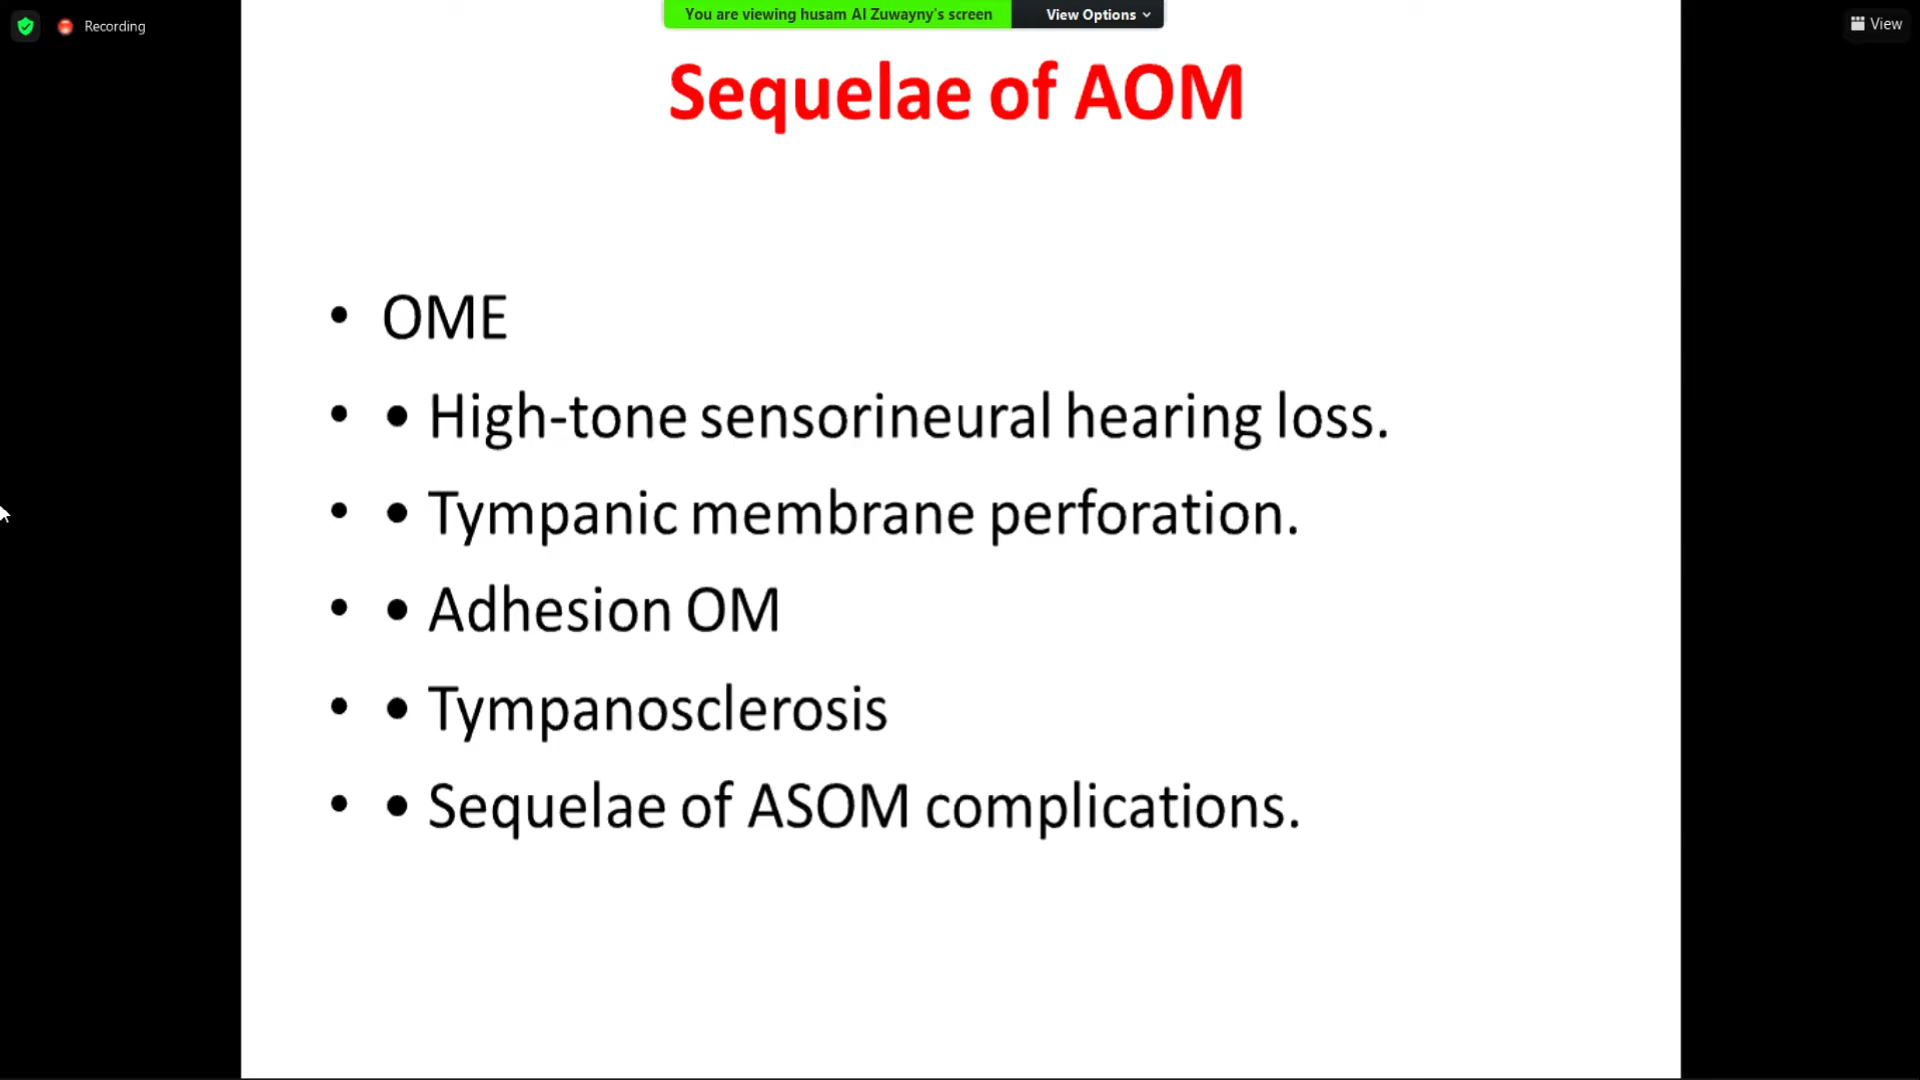 Recording
You are viewing husam Al Zuwayny's screen
View Options
View
Sequelae of AOM
• OME
• • High-tone sensorineural hearing loss.
• • Tympanic membrane perforation.
• • Adhesion OM
• • Tympanosclerosis
• • Sequelae of ASOM complications.